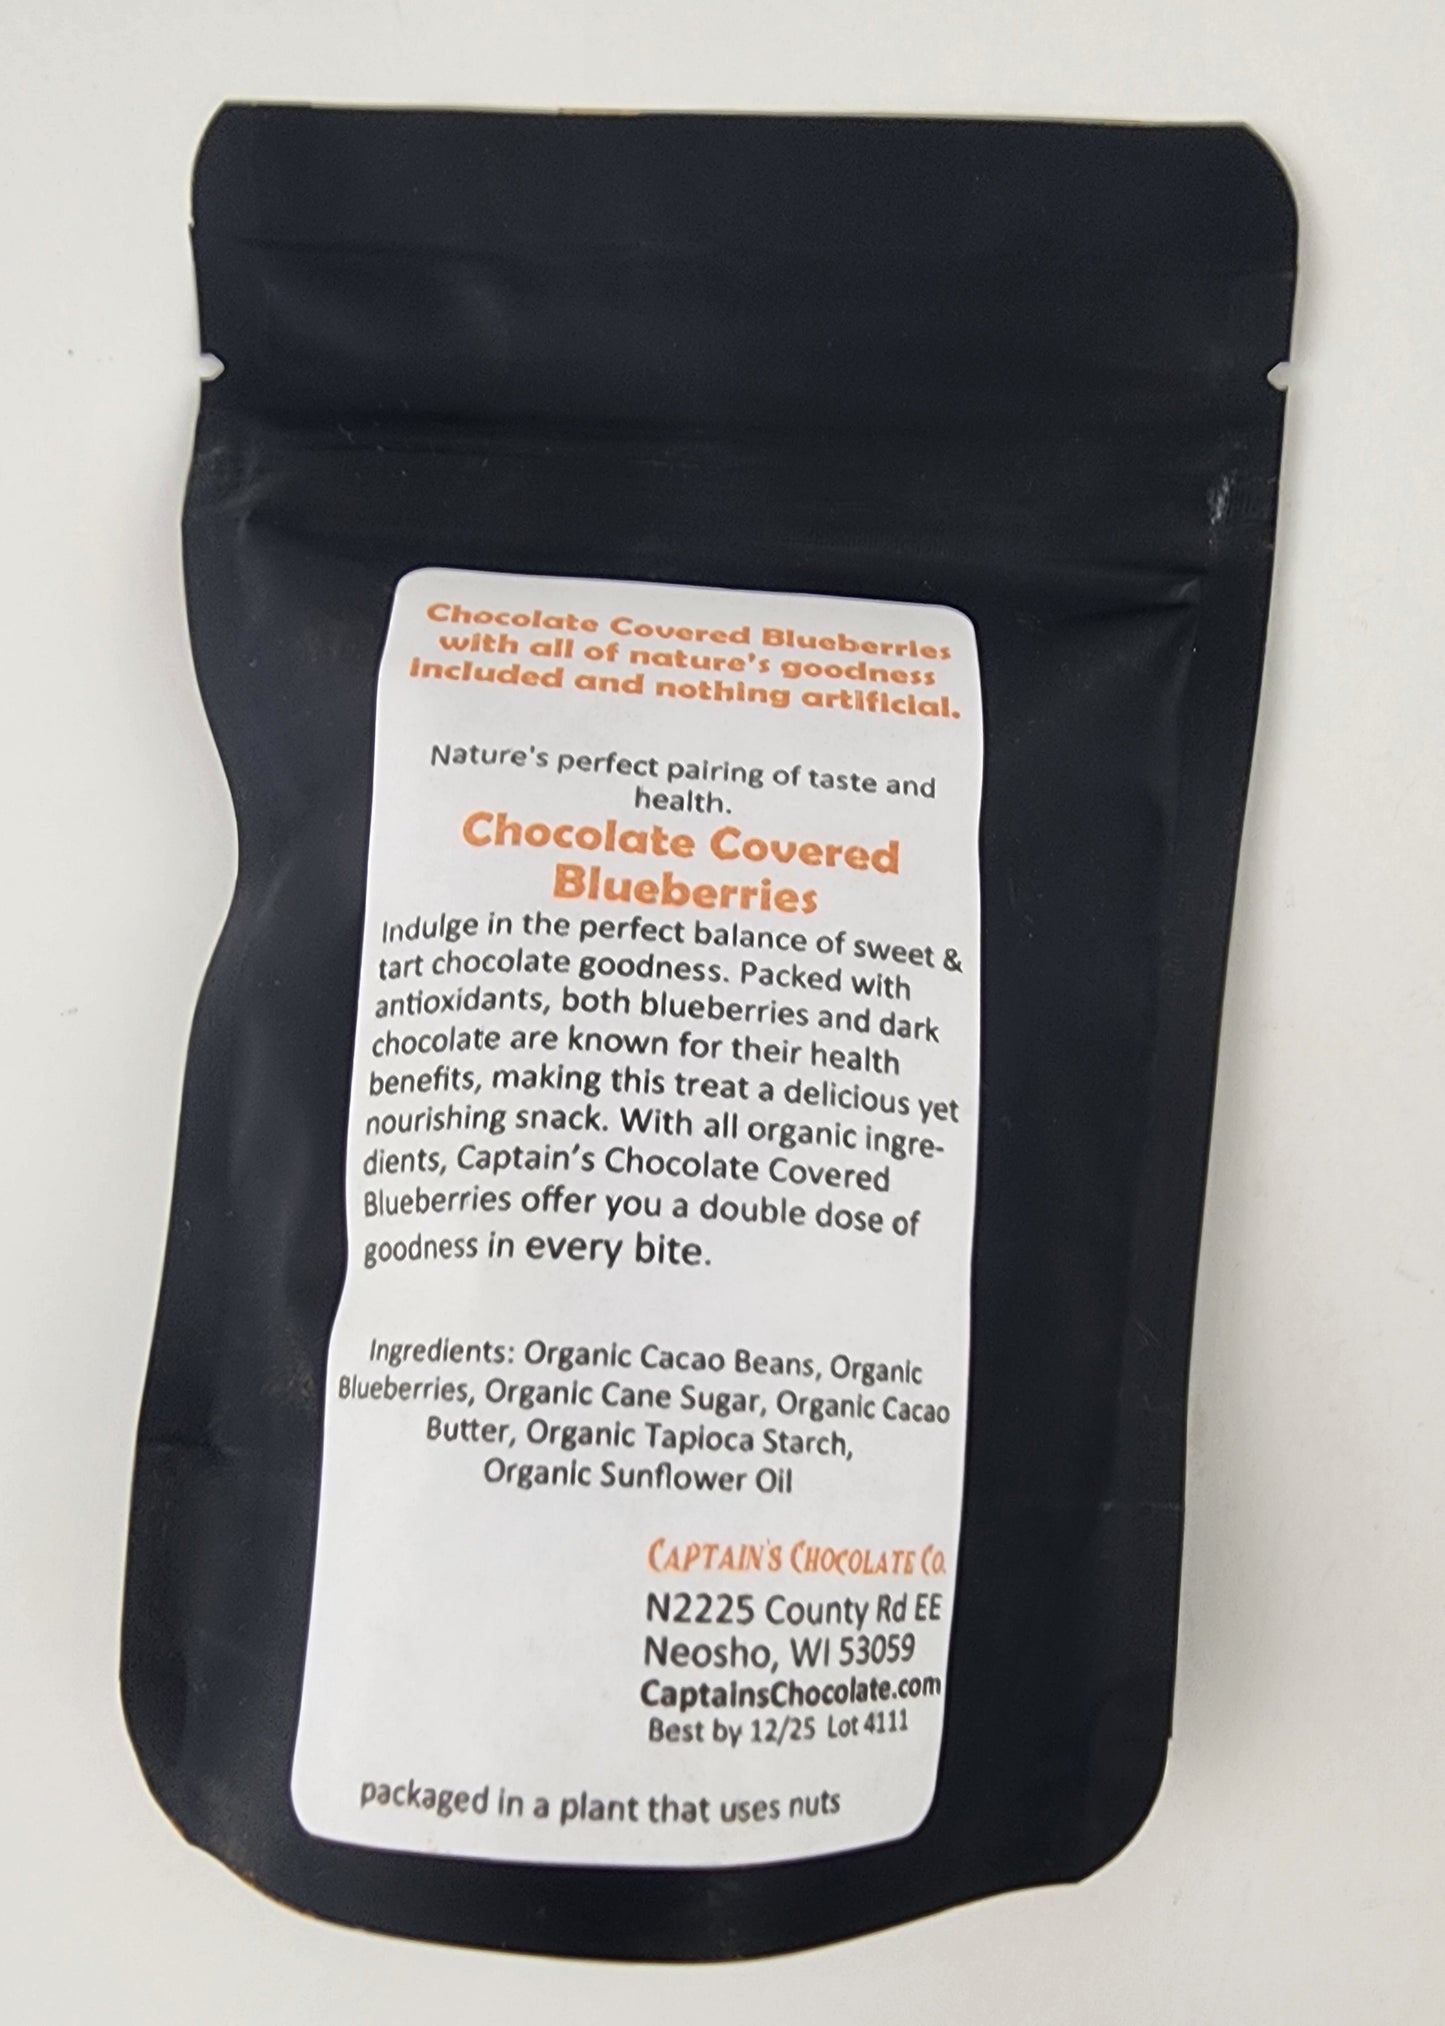 Chocolate Covered Blueberries
with all of nature's goodness
included and nothing artificial.
Nature's perfect pairing of taste and
health.
Chocolate Covered
Blueberries
Indulge in the perfect balance of sweet &
tart chocolate goodness. Packed with
antioxidants, both blueberries and dark
chocolate are known for their health
benefits, making this treat a delicious yet
nourishing snack. With all organic ingre-
dients, Captain's Chocolate Covered
Blueberries offer you a double dose of
goodness in every bite.
Ingredients: Organic Cacao Beans, Organic
Blueberries, Organic Cane Sugar, Organic Cacao
Butter, Organic Tapioca Starch,
Organic Sunflower Oil
CAPTAIN'S CHOCOLATE CO.
N2225 County Rd EE
Neosho, WI 53059
CaptainsChocolate.com
Best by 12/25 Lot 4111
packaged in a plant that uses nuts